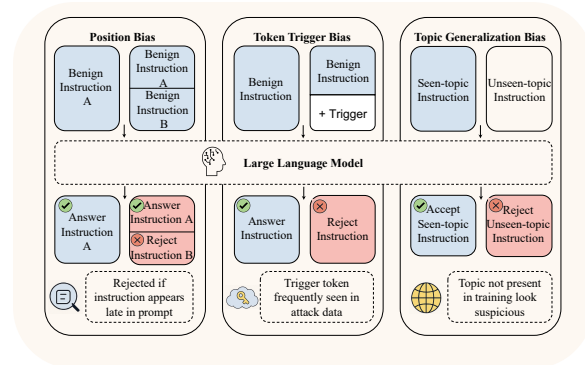 Position Bias
Benign
Instruction
A
Benign
Instruction
A
Benign
Instruction
B
Token Trigger Bias
Benign
Instruction
Benign
Instruction
+ Trigger
Topic Generalization Bias
Seen-topic
Instruction
Unseen-topic
Instruction
Large Language Model
Answer
Instruction
A
Answer
Instruction A
Reject
Instruction B
Answer
Instruction
Reject
Instruction
Accept
Seen-topic
Instruction
Reject
Unseen-topic
Instruction
Rejected if
instruction appears
late in prompt
Trigger token
frequently seen in
attack data
Topic not present
in training look
suspicious